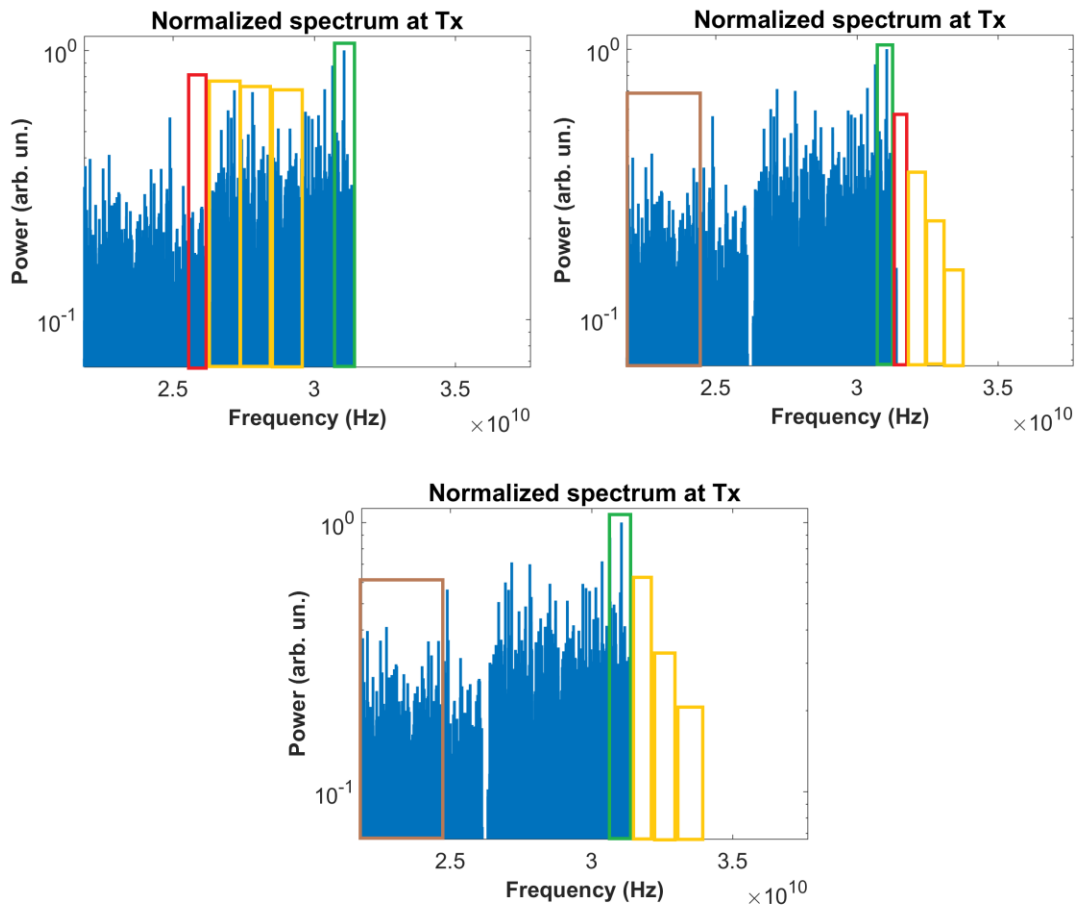 Normalized spectrum at Tx
10^0
10^-1
Power (arb. un.)
2.5 3 3.5
Frequency (Hz)
×10^10
Normalized spectrum at Tx
10^0
10^-1
Power (arb. un.)
2.5 3 3.5
Frequency (Hz)
×10^10
Normalized spectrum at Tx
10^0
10^-1
Power (arb. un.)
2.5 3 3.5
Frequency (Hz)
×10^10